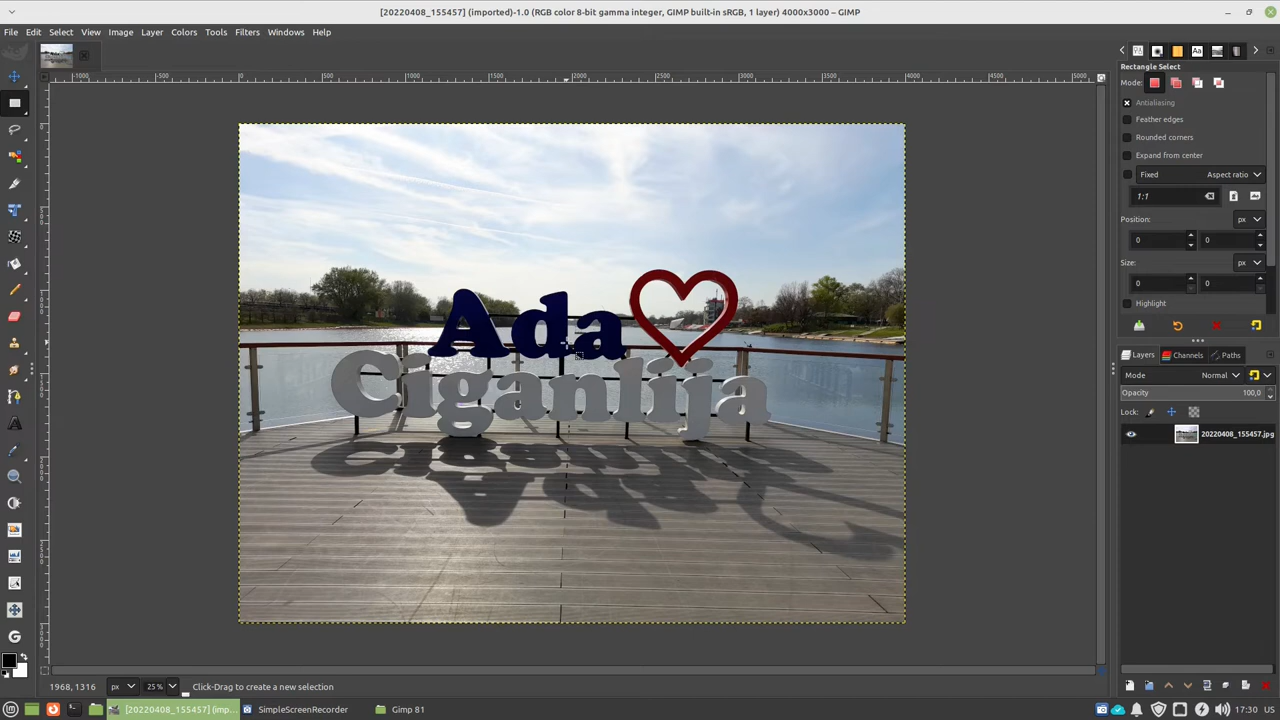 [20220408_155457] (imported)-1.0 (RGB color 8-bit gamma integer, GIMP built-in sRGB, 1 layer) 4000x3000 – GIMP
File Edit Select View Image Layer Colors Tools Filters Windows Help
Rectangle Select
Mode:
Antialiasing
Feather edges
Rounded corners
Expand from center
Fixed Aspect ratio
1:1
Position: px
0 0
Size: px
0 0
Highlight
Ada
Ciganlija
Layers Channels Paths
Mode Normal
Opacity 100,0
Lock:
20220408_155457.jpg
1968, 1316 px 25% Click-Drag to create a new selection
[20220408_155457] (imp... SimpleScreenRecorder Gimp 81 17:30 US